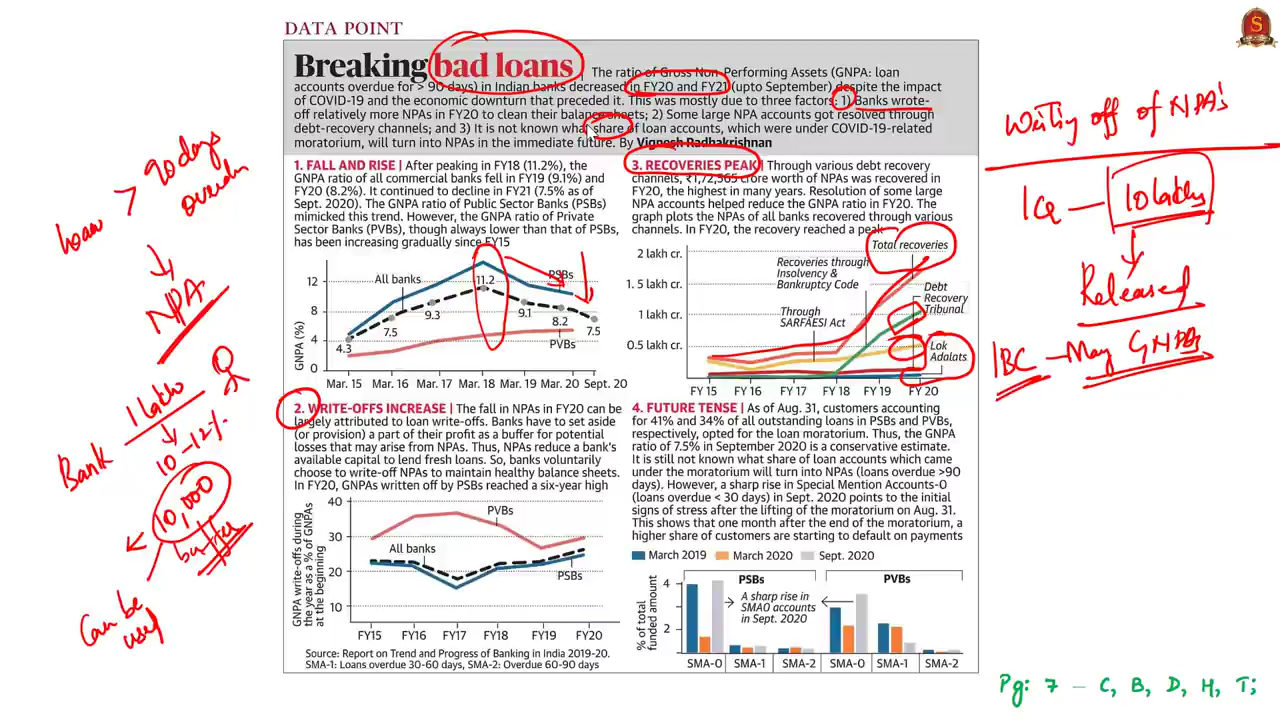 DATA POINT
Breaking bad loans
The ratio of Gross Non-Performing Assets (GNPA: loan
accounts overdue for > 90 days) in Indian banks decreased in FY20 and FY21 (upto September) despite the impact
of COVID-19 and the economic downturn that preceded it. This was mostly due to three factors: 1) Banks wrote-
off relatively more NPAs in FY20 to clean their balance sheets; 2) Some large NPA accounts got resolved through
debt-recovery channels; and 3) It is not known what share of loan accounts, which were under COVID-19-related
moratorium, will turn into NPAs in the immediate future. By Vignesh Radhakrishnan
1. FALL AND RISE | After peaking in FY18 (11.2%), the
GNPA ratio of all commercial banks fell in FY19 (9.1%) and
FY20 (8.2%). It continued to decline in FY21 (7.5% as of
Sept. 2020). The GNPA ratio of Public Sector Banks (PSBs)
mimicked this trend. However, the GNPA ratio of Private
Sector Banks (PVBs), though always lower than that of PSBs,
has been increasing gradually since FY15
GNPA (%)
12
8
4
0
All banks
PSBs
PVBs
4.3
7.5
9.3
11.2
9.1
8.2
7.5
Mar. 15 Mar. 16 Mar. 17 Mar. 18 Mar. 19 Mar. 20 Sept. 20
2. WRITE-OFFS INCREASE | The fall in NPAs in FY20 can be
largely attributed to loan write-offs. Banks have to set aside
(or provision) a part of their profit as a buffer for potential
losses that may arise from NPAs. Thus, NPAs reduce a bank's
available capital to lend fresh loans. So, banks voluntarily
choose to write-off NPAs to maintain healthy balance sheets.
In FY20, GNPAs written off by PSBs reached a six-year high
GNPA write-offs during
the year as a % of GNPAs
at the beginning
40
30
20
10
PVBs
All banks
PSBs
FY15 FY16 FY17 FY18 FY19 FY20
Source: Report on Trend and Progress of Banking in India 2019-20.
SMA-1: Loans overdue 30-60 days, SMA-2: Overdue 60-90 days
3. RECOVERIES PEAK | Through various debt recovery
channels, ₹1,72,565 crore worth of NPAs was recovered in
FY20, the highest in many years. Resolution of some large
NPA accounts helped reduce the GNPA ratio in FY20. The
graph plots the NPAs of all banks recovered through various
channels. In FY20, the recovery reached a peak
2 lakh cr.
1.5 lakh cr.
1 lakh cr.
0.5 lakh cr.
Total recoveries
Recoveries through
Insolvency &
Bankruptcy Code
Through
SARFAESI Act
Debt
Recovery
Tribunal
Lok
Adalats
FY 15 FY 16 FY 17 FY 18 FY 19 FY 20
4. FUTURE TENSE | As of Aug. 31, customers accounting
for 41% and 34% of all outstanding loans in PSBs and PVBs,
respectively, opted for the loan moratorium. Thus, the GNPA
ratio of 7.5% in September 2020 is a conservative estimate.
It is still not known what share of loan accounts which came
under the moratorium will turn into NPAs (loans overdue >90
days). However, a sharp rise in Special Mention Accounts-0
(loans overdue < 30 days) in Sept. 2020 points to the initial
signs of stress after the lifting of the moratorium on Aug. 31.
This shows that one month after the end of the moratorium, a
higher share of customers are starting to default on payments
March 2019 March 2020 Sept. 2020
% of total
funded amount
4
2
PSBs
PVBs
A sharp rise in
SMAO accounts
in Sept. 2020
SMA-0 SMA-1 SMA-2 SMA-0 SMA-1 SMA-2
loan > 90 days
overdue
NPA
Bank 1 lakh
10-12%
10,000
buffer
Can be
used
Writing off of NPA's
1Cr — 10 lakhs
Released
IBC — May GNPAs
Pg: 7 - C, B, D, H, T;